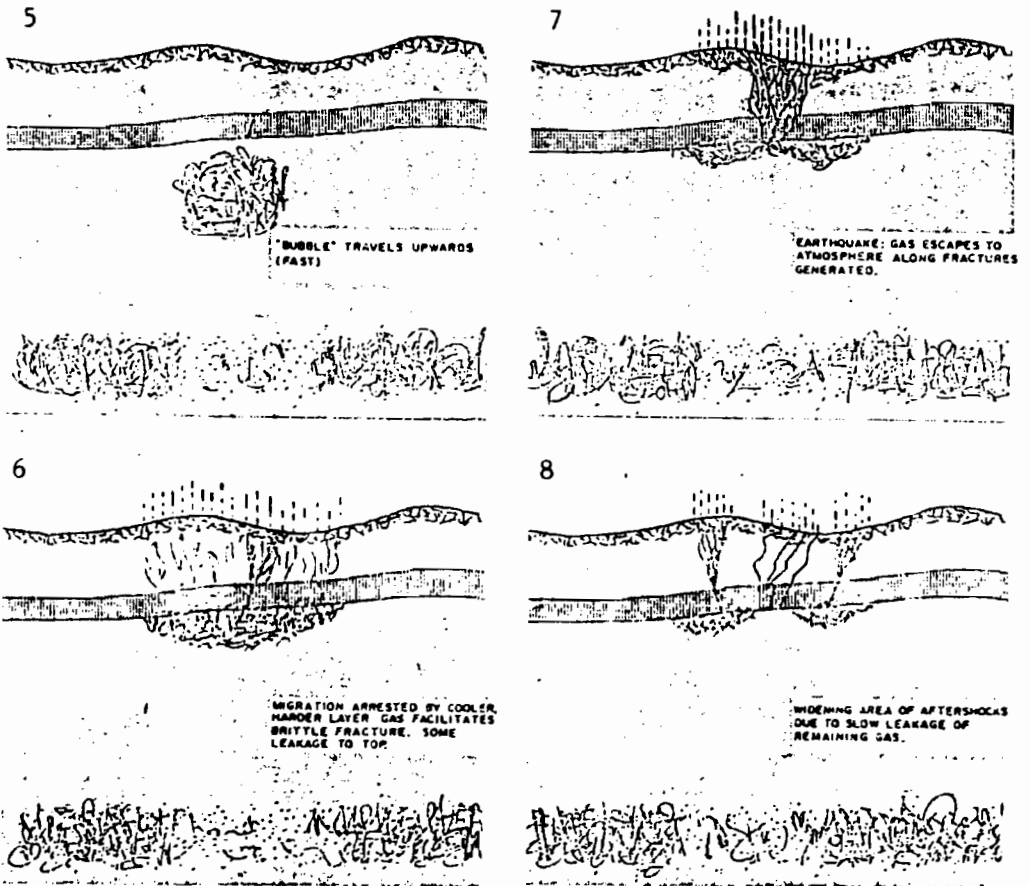 5
"BUBBLE" TRAVELS UPWARDS
(FAST)
6
MIGRATION ARRESTED BY COOLER,
HARDER LAYER GAS FACILITATES
BRITTLE FRACTURE. SOME
LEAKAGE TO TOP.
7
EARTHQUAKE: GAS ESCAPES TO
ATMOSPHERE ALONG FRACTURES
GENERATED.
8
WIDENING AREA OF AFTERSHOCKS
DUE TO SLOW LEAKAGE OF
REMAINING GAS.